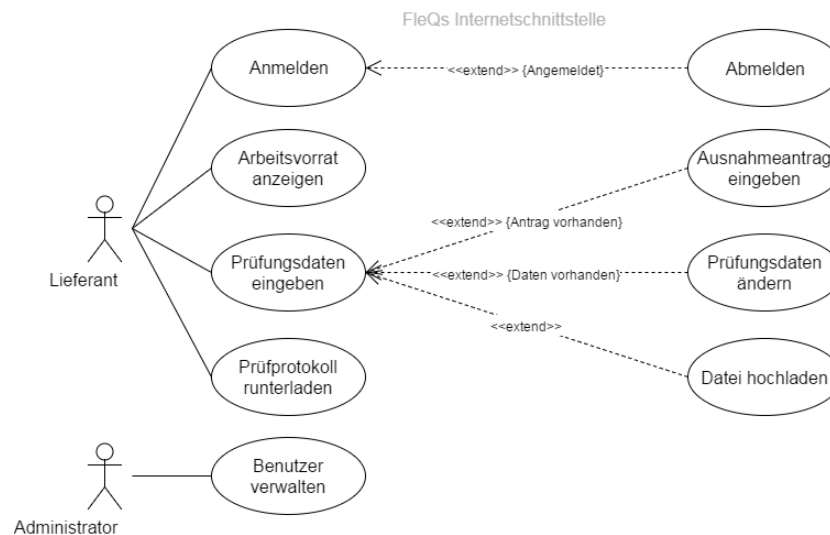 FleQs Internetschnittstelle
Anmelden
<<extend>> {Angemeldet}
Abmelden
Arbeitsvorrat
anzeigen
Ausnahmeantrag
eingeben
<<extend>> {Antrag vorhanden}
Lieferant
Prüfungsdaten
eingeben
<<extend>> {Daten vorhanden}
Prüfungsdaten
ändern
<<extend>>
Prüfprotokoll
runterladen
Datei hochladen
Benutzer
verwalten
Administrator